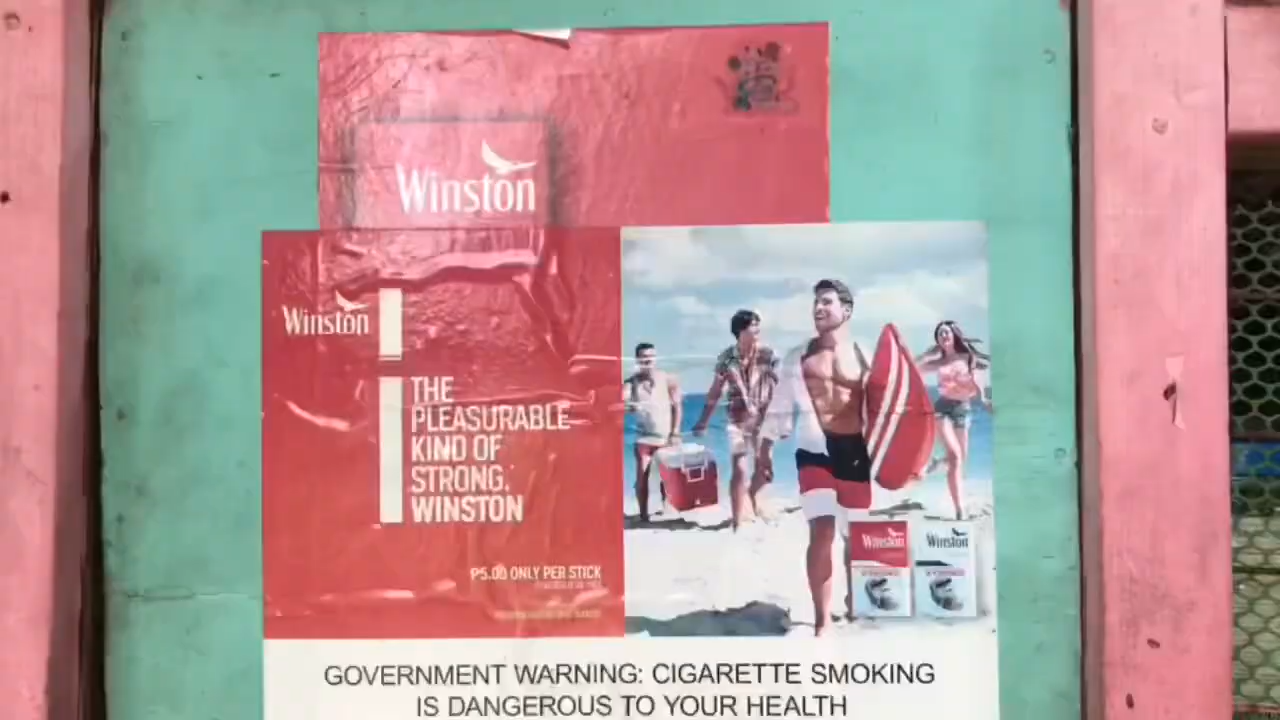 Winston
Winston
THE
PLEASURABLE
KIND OF
STRONG.
WINSTON
₱5.00 ONLY PER STICK
Winston
Winston
GOVERNMENT WARNING: CIGARETTE SMOKING
IS DANGEROUS TO YOUR HEALTH